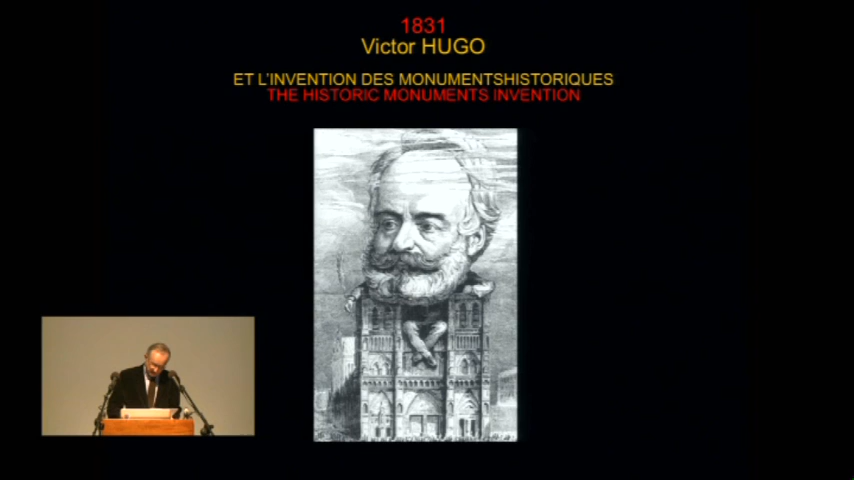 1831
Victor HUGO
ET L'INVENTION DES MONUMENTSHISTORIQUES
THE HISTORIC MONUMENTS INVENTION